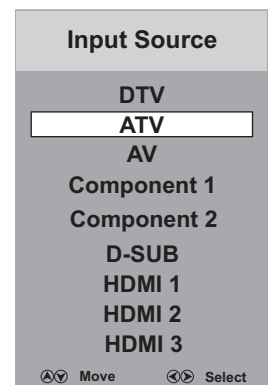 Input Source
DTV
ATV
AV
Component 1
Component 2
D-SUB
HDMI 1
HDMI 2
HDMI 3
Move Select